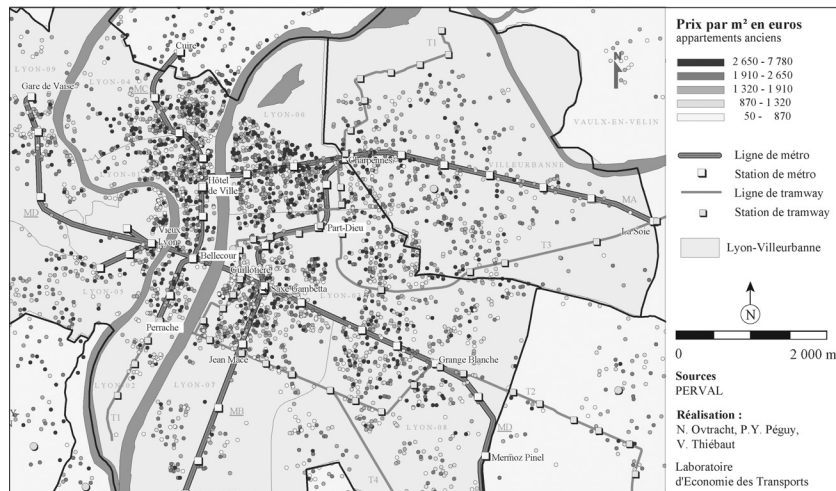 Cuire
T1
LYON-09
LYON-04
Gare de Vaise
MC
LYON-06
N
VAULX-EN-VELIN
Charpennes
VILLEURBANNE
LYON-01
Hôtel
de Ville
MD
MA
La Soie
Vieux
Lyon
Part-Dieu
T3
Bellecour
Guillotière
LYON-05
Saxe Gambetta
Perrache
Jean Macé
Grange Blanche
LYON-02
LYON-07
T2
T1
MB
LYON-08
MD
Mermoz Pinel
T4
Prix par m² en euros
appartements anciens
2 650 - 7 780
1 910 - 2 650
1 320 - 1 910
870 - 1 320
50 - 870
Ligne de métro
Station de métro
Ligne de tramway
Station de tramway
Lyon-Villeurbanne
N
0 2 000 m
Sources
PERVAL
Réalisation :
N. Ovtracht, P.Y. Péguy,
V. Thiébaut
Laboratoire
d'Economie des Transports